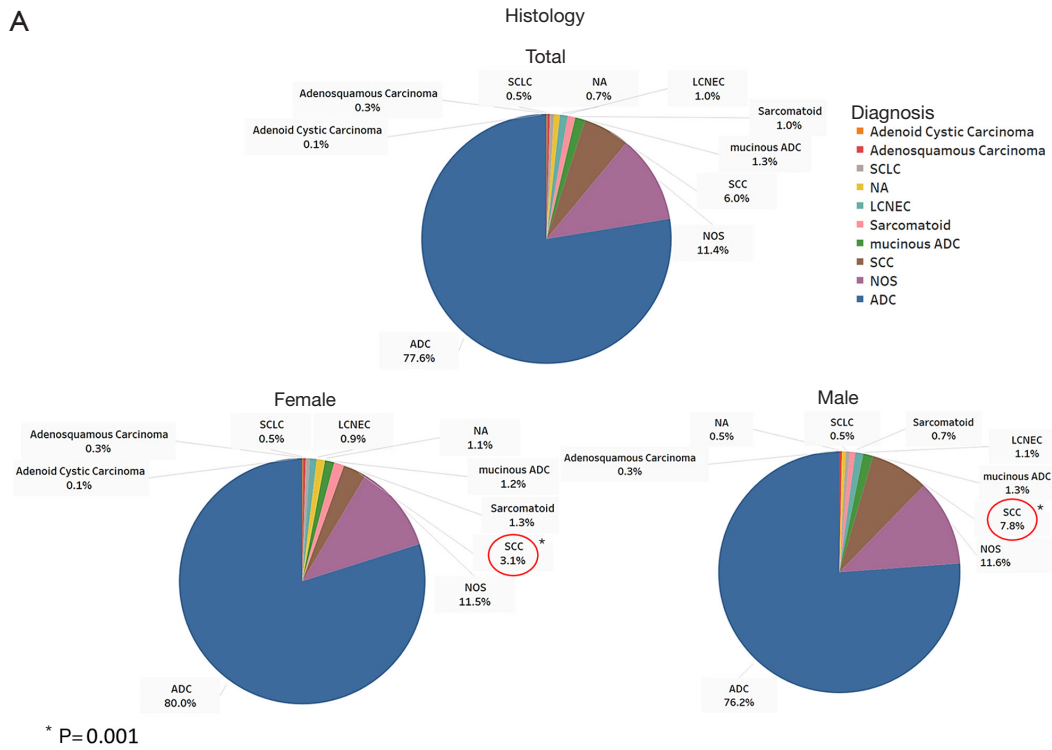 A
Histology
Total
SCLC
0.5%
NA
0.7%
LCNEC
1.0%
Adenosquamous Carcinoma
0.3%
Sarcomatoid
1.0%
Adenoid Cystic Carcinoma
0.1%
mucinous ADC
1.3%
SCC
6.0%
NOS
11.4%
ADC
77.6%
Diagnosis
Adenoid Cystic Carcinoma
Adenosquamous Carcinoma
SCLC
NA
LCNEC
Sarcomatoid
mucinous ADC
SCC
NOS
ADC
Female
SCLC
0.5%
LCNEC
0.9%
NA
1.1%
Adenosquamous Carcinoma
0.3%
Adenoid Cystic Carcinoma
0.1%
mucinous ADC
1.2%
Sarcomatoid
1.3%
SCC *
3.1%
NOS
11.5%
ADC
80.0%
Male
NA
0.5%
SCLC
0.5%
Sarcomatoid
0.7%
LCNEC
1.1%
Adenosquamous Carcinoma
0.3%
mucinous ADC
1.3%
SCC *
7.8%
NOS
11.6%
ADC
76.2%
* P= 0.001